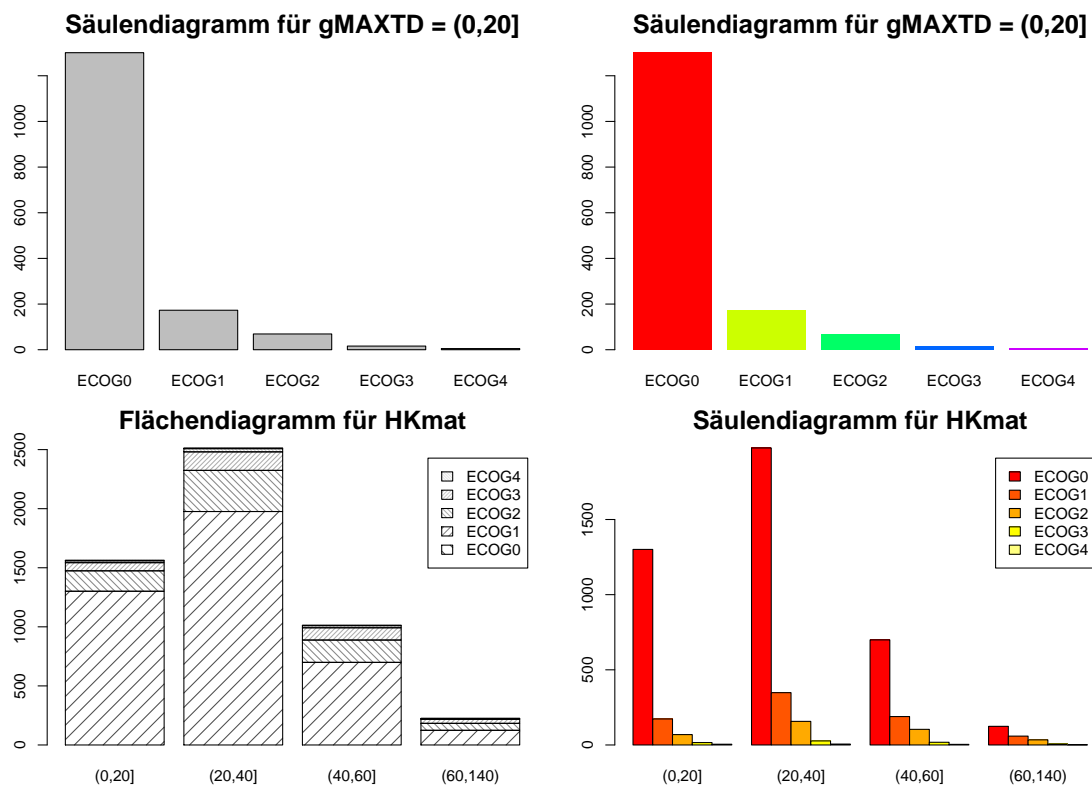 Säulendiagramm für gMAXTD = (0,20]
0
200
400
600
800
1000
1200
ECOG0 ECOG1 ECOG2 ECOG3 ECOG4
Säulendiagramm für gMAXTD = (0,20]
0
200
400
600
800
1000
ECOG0 ECOG1 ECOG2 ECOG3 ECOG4
Flächendiagramm für HKmat
0
500
1000
1500
2000
2500
ECOG4
ECOG3
ECOG2
ECOG1
ECOG0
(0,20] (20,40] (40,60] (60,140)
Säulendiagramm für HKmat
0
500
1000
1500
ECOG0
ECOG1
ECOG2
ECOG3
ECOG4
(0,20] (20,40] (40,60] (60,140)